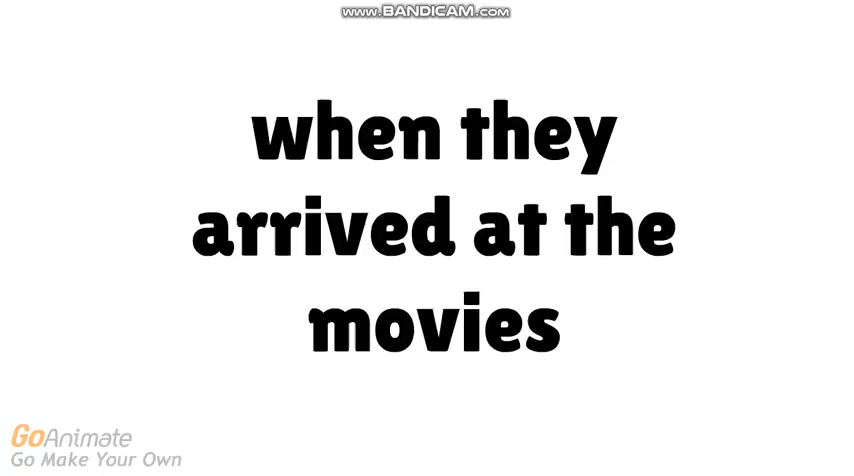 www.BANDICAM.com
when they
arrived at the
movies
GoAnimate
Go Make Your Own